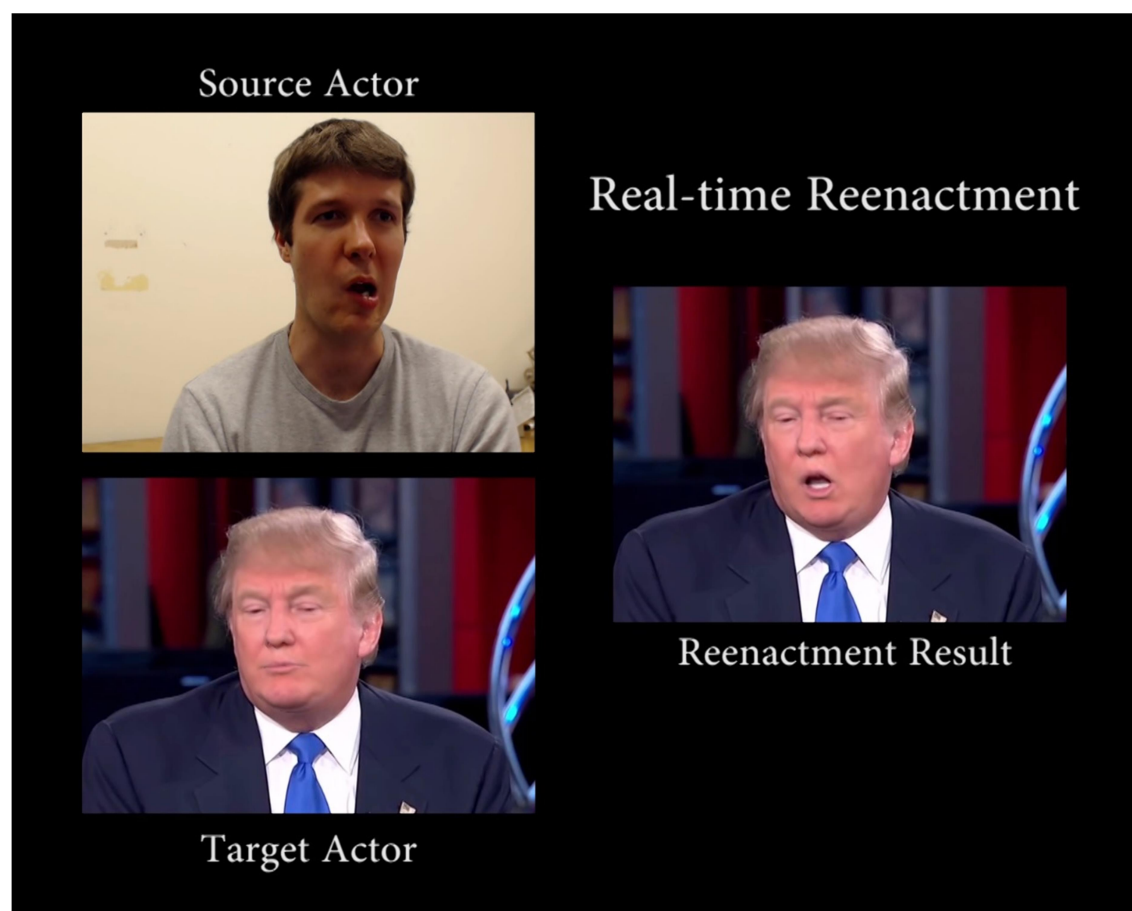 Source Actor
Real-time Reenactment
Reenactment Result
Target Actor